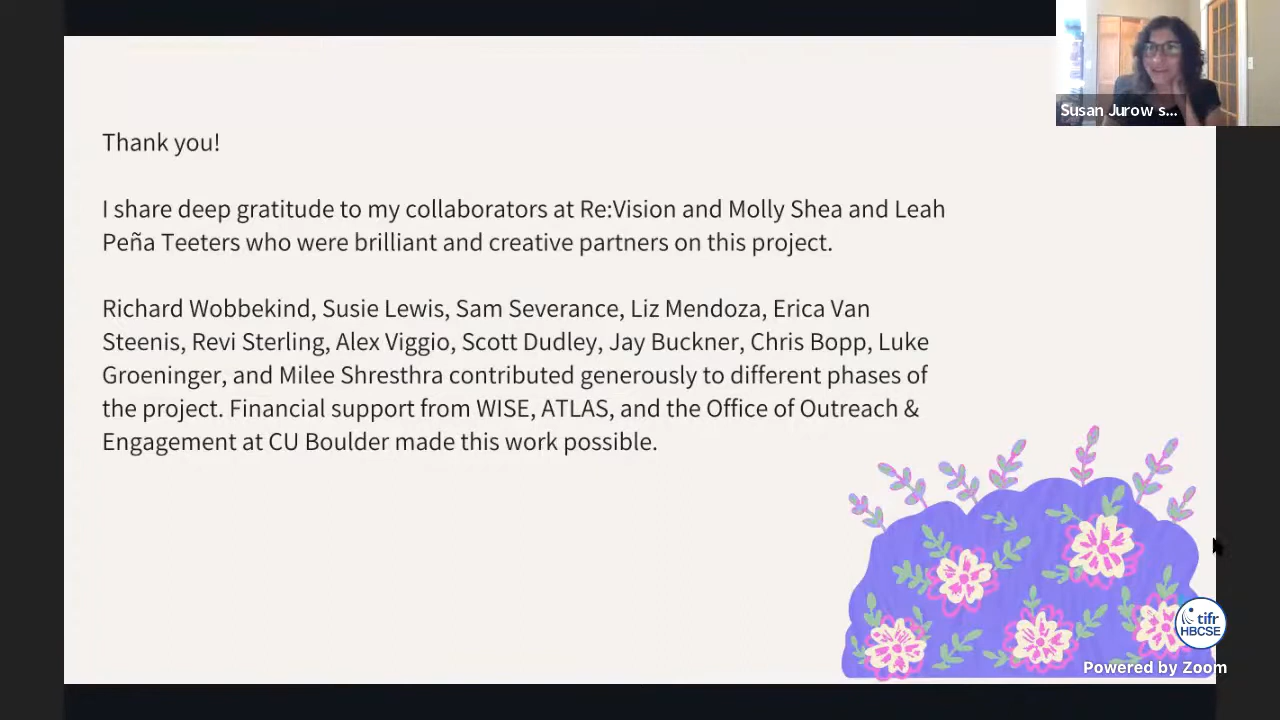 Susan Jurow s...
Thank you!
I share deep gratitude to my collaborators at Re:Vision and Molly Shea and Leah
Peña Teeters who were brilliant and creative partners on this project.
Richard Wobbekind, Susie Lewis, Sam Severance, Liz Mendoza, Erica Van
Steenis, Revi Sterling, Alex Viggio, Scott Dudley, Jay Buckner, Chris Bopp, Luke
Groeninger, and Milee Shresthra contributed generously to different phases of
the project. Financial support from WISE, ATLAS, and the Office of Outreach &
Engagement at CU Boulder made this work possible.
tifr
HBCSE
Powered by Zoom